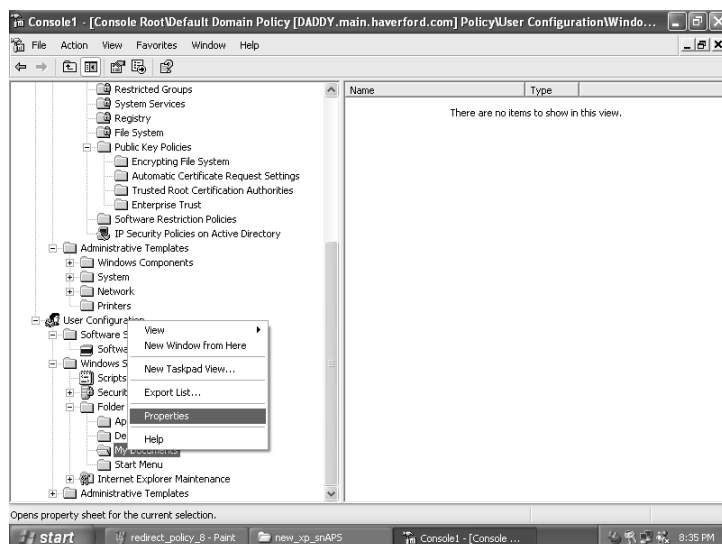 Console1 - [Console Root\Default Domain Policy [DADDY.main.haverford.com] Policy\User Configuration\Windo...
File Action View Favorites Window Help
Name Type
There are no items to show in this view.
Restricted Groups
System Services
Registry
File System
Public Key Policies
Encrypting File System
Automatic Certificate Request Settings
Trusted Root Certification Authorities
Enterprise Trust
Software Restriction Policies
IP Security Policies on Active Directory
Administrative Templates
Windows Components
System
Network
Printers
User Configuration
Software S
Softwa
Windows S
Scripts
Securit
Folder
Ap
De
My Documents
Start Menu
Internet Explorer Maintenance
Administrative Templates
View
New Window from Here
New Taskpad View...
Export List...
Properties
Help
Opens property sheet for the current selection.
start redirect_policy_8 - Paint new_xp_snAPS Console1 - [Console ... 8:35 PM